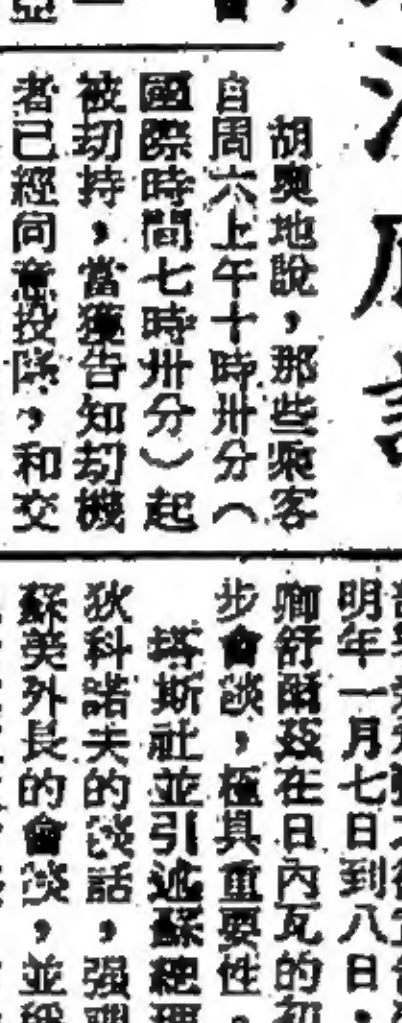 胡奧地說，那些乘客
自周六上午十時卅分（
國際時間七時卅分）起
被刧持，當獲告知刧機
者已經同意投降，和交
明年一月七日到八日，
卿舒爾茲在日內瓦的初
步會談，極具重要性。
塔斯社並引述蘇總理
狄科諾夫的談話，强調
蘇美外長的會談，並